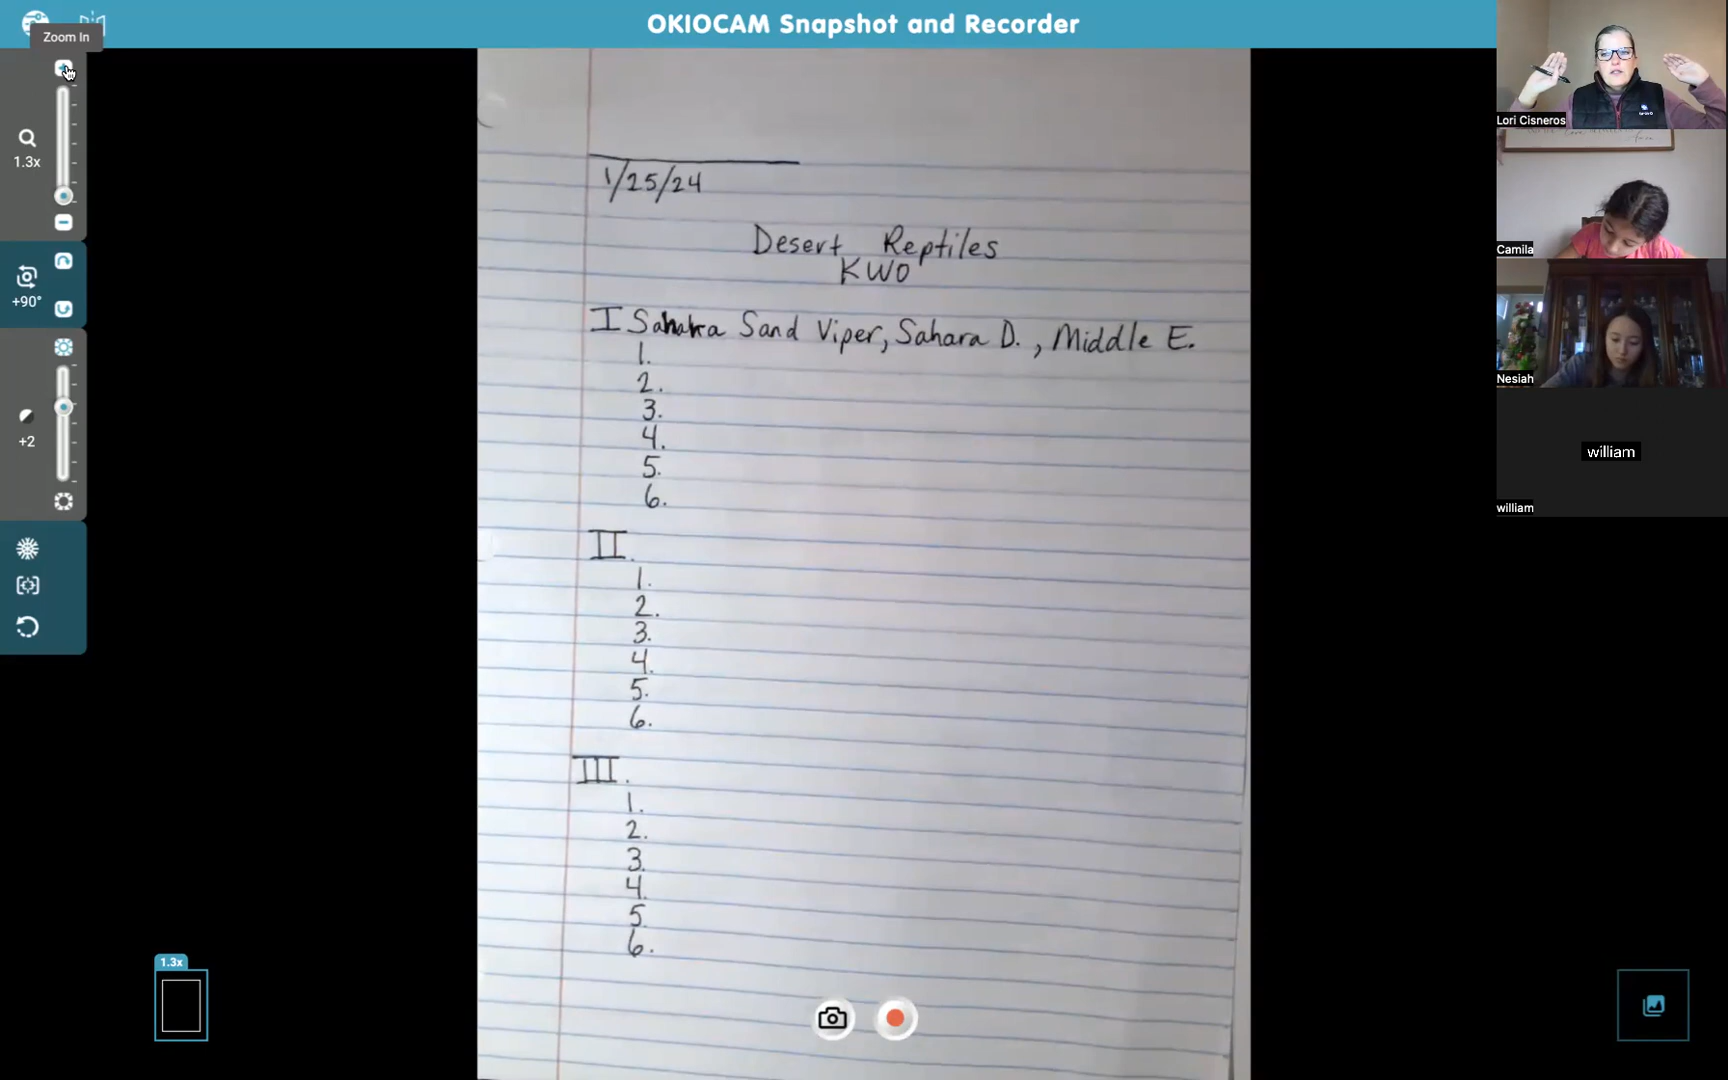 OKIOCAM Snapshot and Recorder
Zoom In
1.3x
+90°
+2
1/25/24
Desert Reptiles
KWO
I Sahara Sand Viper, Sahara D., Middle E.
1.
2.
3.
4.
5.
6.
II.
1.
2.
3.
4.
5.
6.
III.
1.
2.
3.
4.
5.
6.
1.3x
Lori Cisneros
Camila
Nesiah
william
william